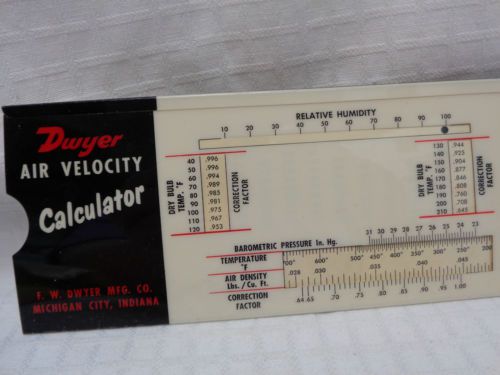 Dwyer
AIR VELOCITY
Calculator
F. W. DWYER MFG. CO.
MICHIGAN CITY, INDIANA
RELATIVE HUMIDITY
10 20 30 40 50 60 70 80 90 100
DRY BULB TEMP. °F
CORRECTION FACTOR
40 .996
50 .996
60 .994
70 .989
80 .985
90 .981
100 .975
110 .967
120 .953
DRY BULB TEMP. °F
CORRECTION FACTOR
130 .944
140 .925
150 .904
160 .876
170 .848
180 .808
190 .760
200 .708
210 .645
BAROMETRIC PRESSURE In. Hg.
31 30 29 28 27 26 25 24 23
TEMPERATURE °F
700° 600° 500° 450° 400° 350° 300° 250° 200
AIR DENSITY Lbs. / Cu. Ft.
.028 .030 .035 .040 .045
CORRECTION FACTOR
.64 .65 .70 .75 .80 .85 .90 .95 1.00